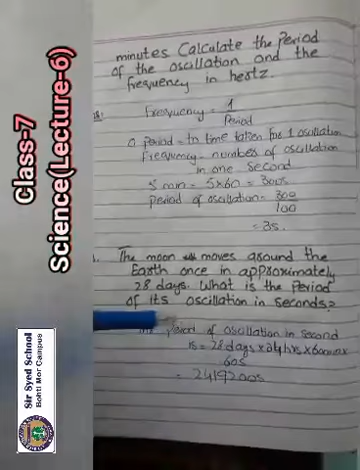 Class-7
Science(Lecture-6)
Sir Syed School
Bohti Mor Campus
minutes Calculate the Period
of the oscillation and the
frequency in hertz.
Frequency = 1
Period
Period = to time taken for 1 oscillation
Frequency = number of oscillation
in one second
5 min = 5x60 = 300s
period of oscillation = 300
100
= 3s.
The moon moves around the
Earth once in approximately
28 days. What is the Period
of its oscillation in seconds?
period of oscillation in second
is = 28 days x 24 hrs x 60min x
60s
= 2419200s